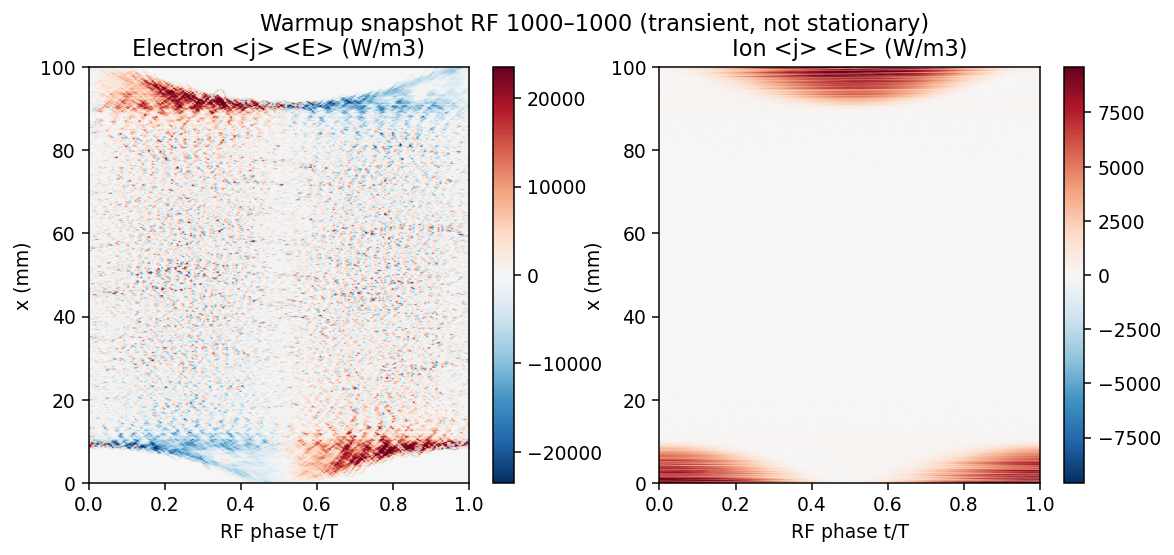 Warmup snapshot RF 1000–1000 (transient, not stationary)
Electron <j> <E> (W/m3)
Ion <j> <E> (W/m3)
100
80
60
40
20
0
x (mm)
0.0 0.2 0.4 0.6 0.8 1.0
RF phase t/T
20000
10000
0
−10000
−20000
100
80
60
40
20
0
x (mm)
0.0 0.2 0.4 0.6 0.8 1.0
RF phase t/T
7500
5000
2500
0
−2500
−5000
−7500